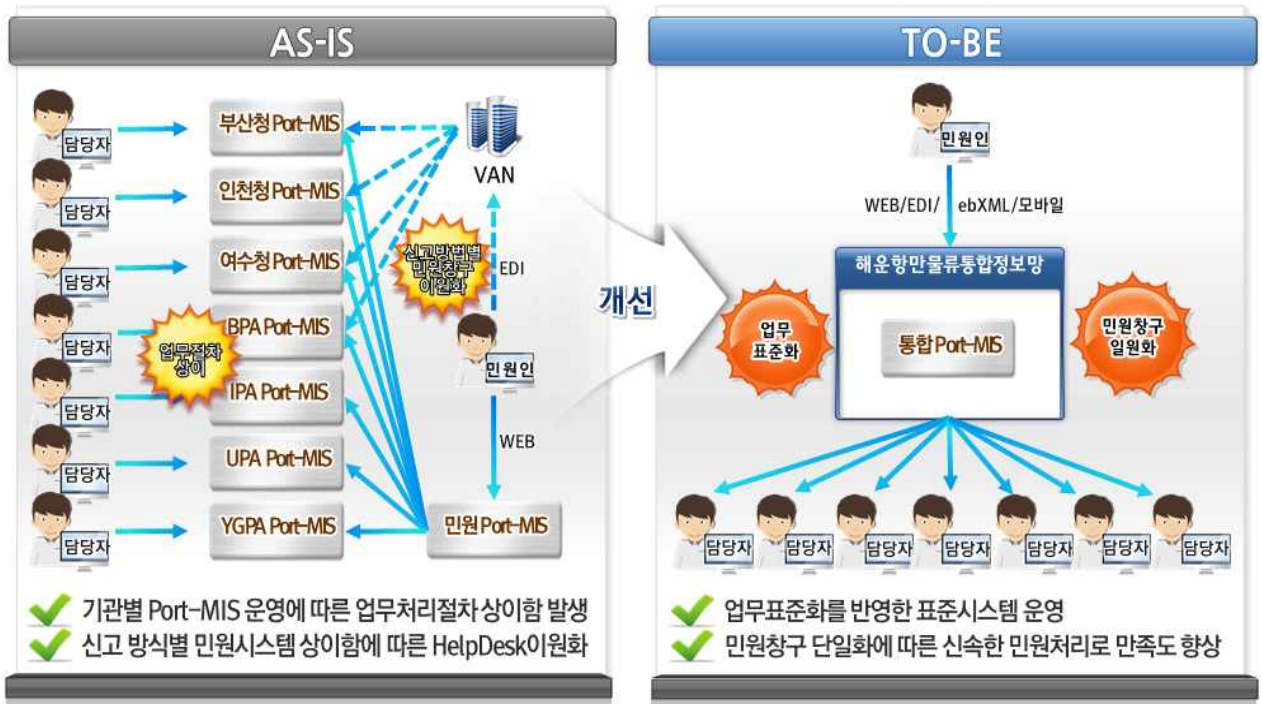 AS-IS
담당자
부산청 Port-MIS
담당자
인천청 Port-MIS
담당자
여수청 Port-MIS
담당자
BPA Port-MIS
담당자
IPA Port-MIS
담당자
UPA Port-MIS
담당자
YGPA Port-MIS
업무절차
상이
VAN
신고방법별
민원창구
이원화
EDI
민원인
WEB
민원 Port-MIS
기관별 Port-MIS 운영에 따른 업무처리절차 상이함 발생
신고 방식별 민원시스템 상이함에 따른 HelpDesk이원화
개선
TO-BE
민원인
WEB/EDI/ ebXML/모바일
해운항만물류통합정보망
업무
표준화
통합 Port-MIS
민원창구
일원화
담당자
담당자
담당자
담당자
담당자
담당자
담당자
업무표준화를 반영한 표준시스템 운영
민원창구 단일화에 따른 신속한 민원처리로 만족도 향상